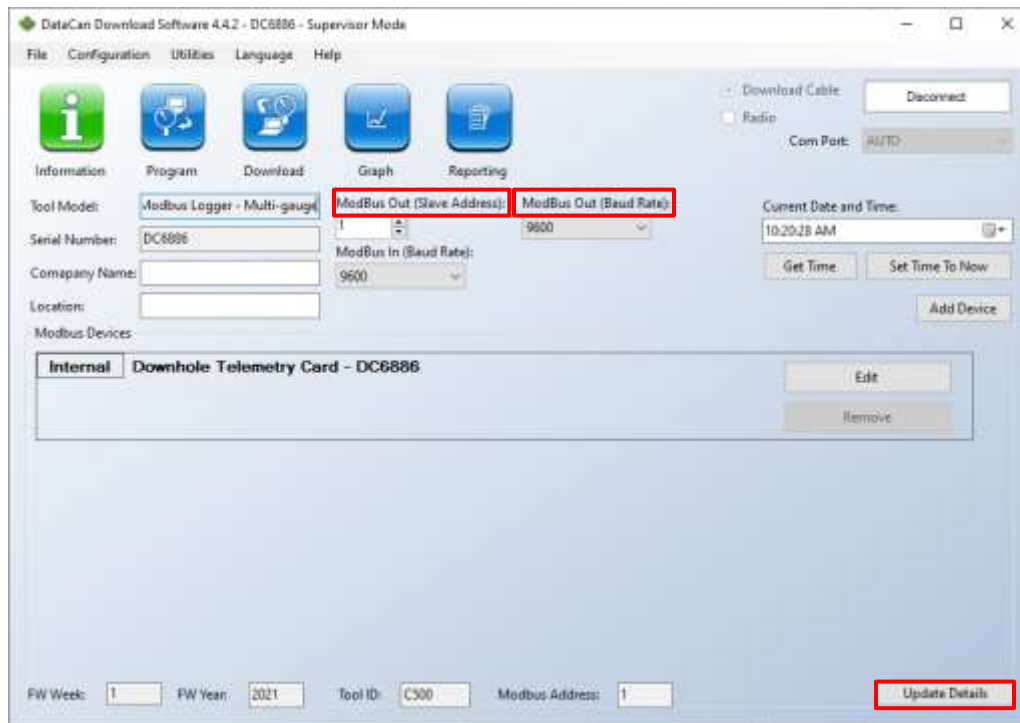 DataCan Download Software 4.4.2 - DC6886 - Supervisor Mode
File Configuration Utilities Language Help
Download Cable
Disconnect
Radio
Com Port: AUTO
Information Program Download Graph Reporting
Tool Model: Modbus Logger - Multi-gauge
ModBus Out (Slave Address): ModBus Out (Baud Rate):
Current Date and Time:
1 9600
10:20:28 AM
Serial Number: DC6886
ModBus In (Baud Rate):
9600
Get Time Set Time To Now
Comapany Name:
Location:
Add Device
Modbus Devices
Internal Downhole Telemetry Card - DC6886
Edit
Remove
FW Week: 1 FW Year: 2021 Tool ID: C300 Modbus Address: 1 Update Details